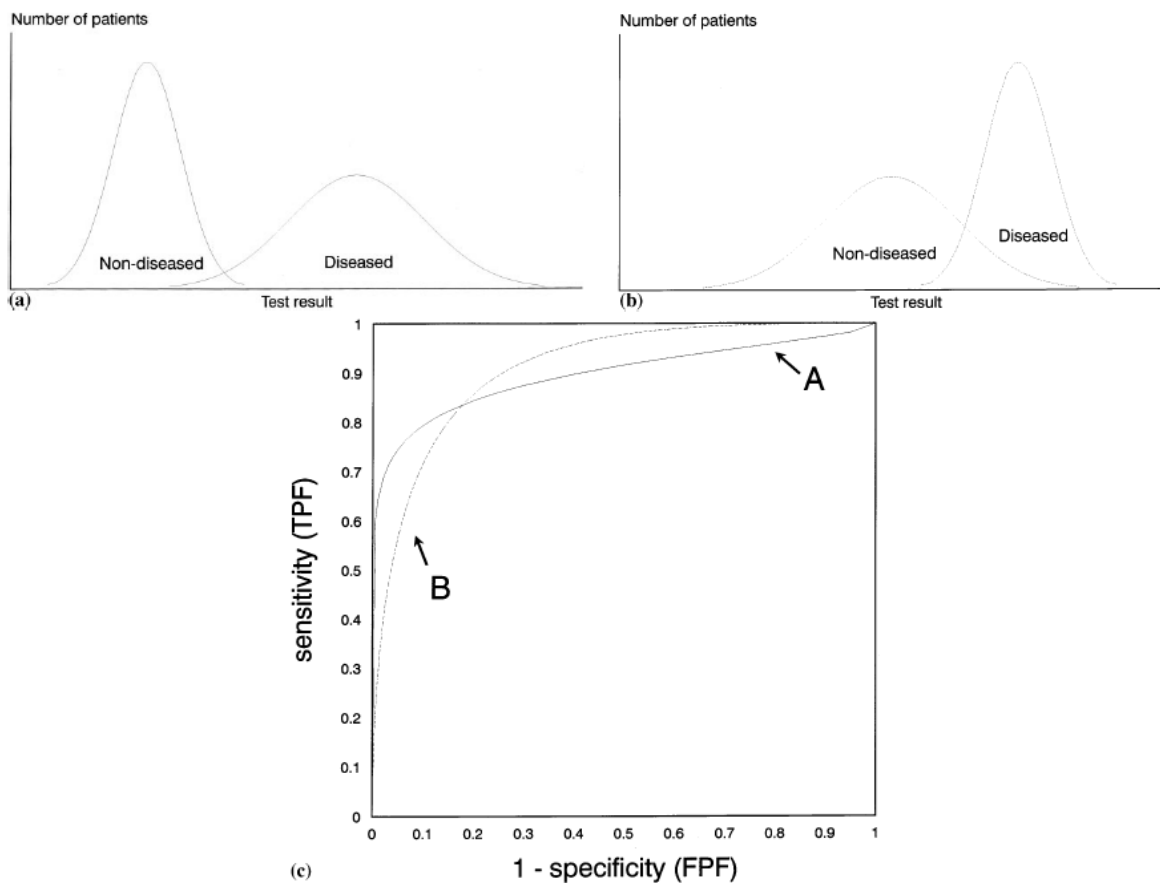 Number of patients
Non-diseased
Diseased
(a)
Test result
Number of patients
Non-diseased
Diseased
(b)
Test result
sensitivity (TPF)
1
0.9
0.8
0.7
0.6
0.5
0.4
0.3
0.2
0.1
0
A
B
0 0.1 0.2 0.3 0.4 0.5 0.6 0.7 0.8 0.9 1
(c)
1 - specificity (FPF)